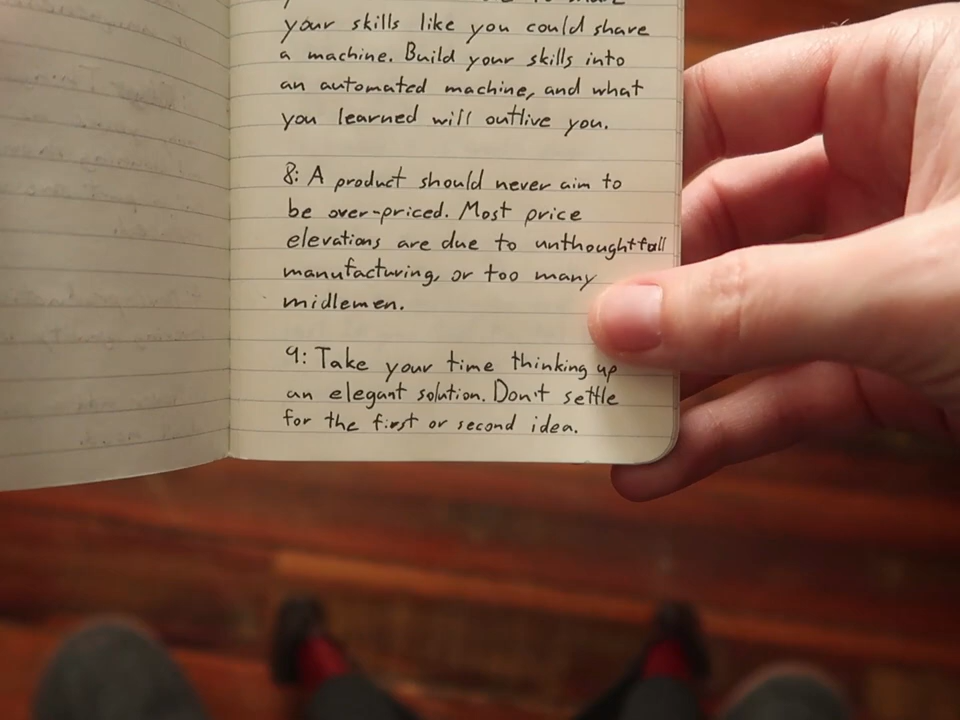 your skills like you could share
a machine. Build your skills into
an automated machine, and what
you learned will outlive you.
8: A product should never aim to
be over-priced. Most price
elevations are due to unthoughtfull
manufacturing, or too many
midlemen.
9: Take your time thinking up
an elegant solution. Don't settle
for the first or second idea.